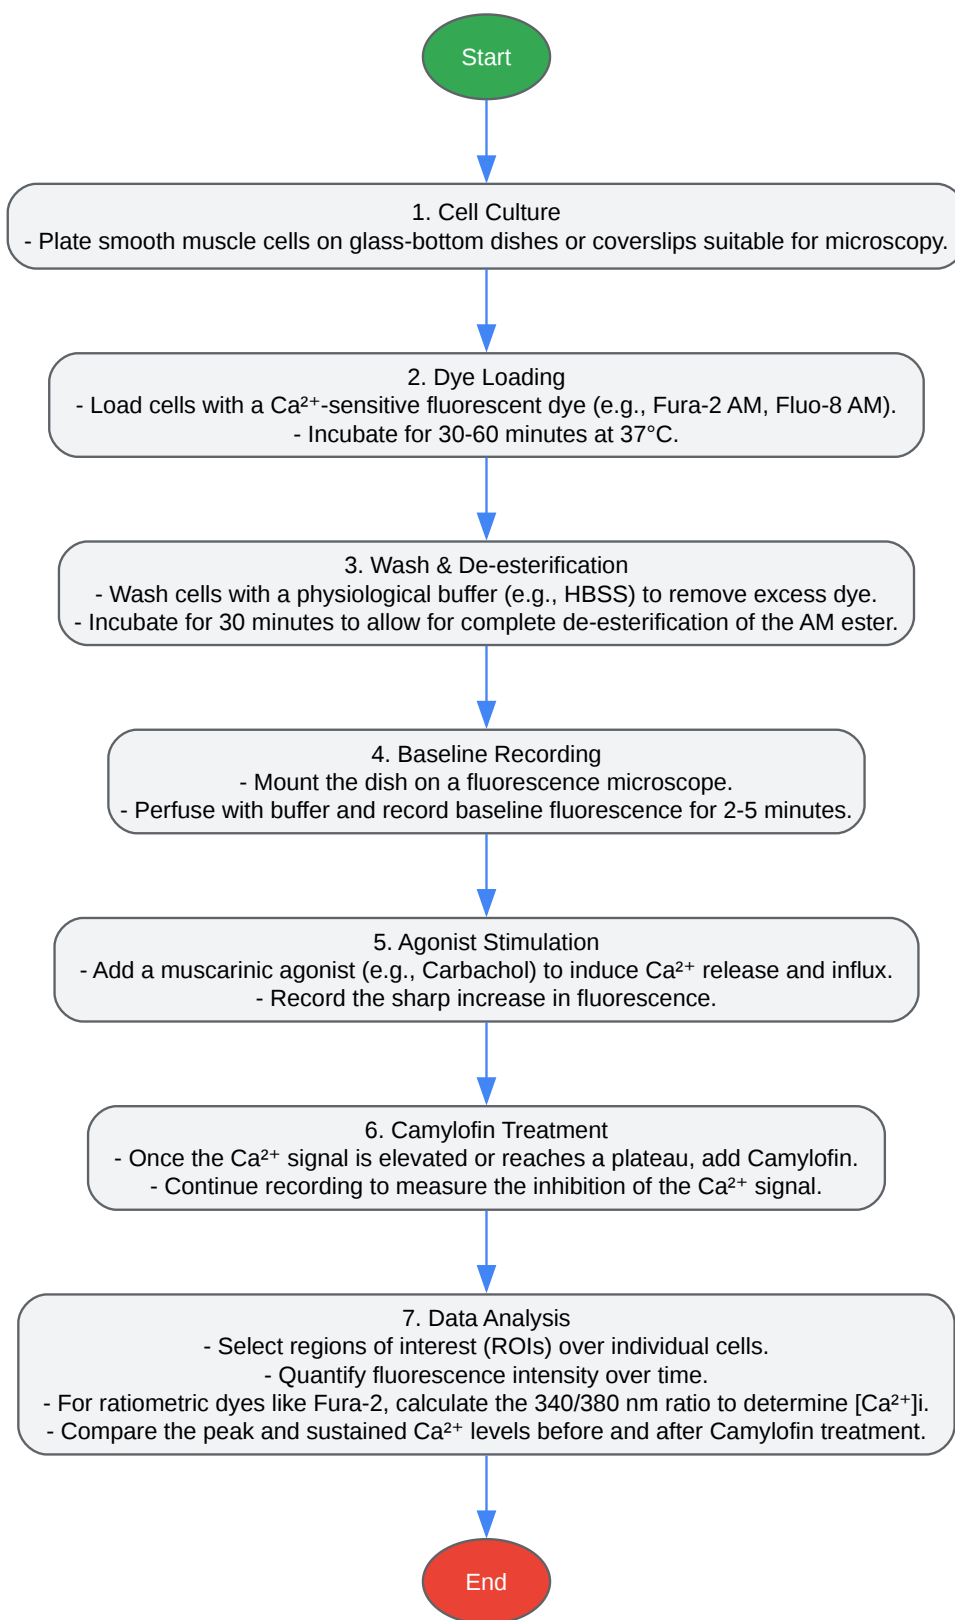 Start
1. Cell Culture
- Plate smooth muscle cells on glass-bottom dishes or coverslips suitable for microscopy.
2. Dye Loading
- Load cells with a Ca²⁺-sensitive fluorescent dye (e.g., Fura-2 AM, Fluo-8 AM).
- Incubate for 30-60 minutes at 37°C.
3. Wash & De-esterification
- Wash cells with a physiological buffer (e.g., HBSS) to remove excess dye.
- Incubate for 30 minutes to allow for complete de-esterification of the AM ester.
4. Baseline Recording
- Mount the dish on a fluorescence microscope.
- Perfuse with buffer and record baseline fluorescence for 2-5 minutes.
5. Agonist Stimulation
- Add a muscarinic agonist (e.g., Carbachol) to induce Ca²⁺ release and influx.
- Record the sharp increase in fluorescence.
6. Camylofin Treatment
- Once the Ca²⁺ signal is elevated or reaches a plateau, add Camylofin.
- Continue recording to measure the inhibition of the Ca²⁺ signal.
7. Data Analysis
- Select regions of interest (ROIs) over individual cells.
- Quantify fluorescence intensity over time.
- For ratiometric dyes like Fura-2, calculate the 340/380 nm ratio to determine [Ca²⁺]i.
- Compare the peak and sustained Ca²⁺ levels before and after Camylofin treatment.
End